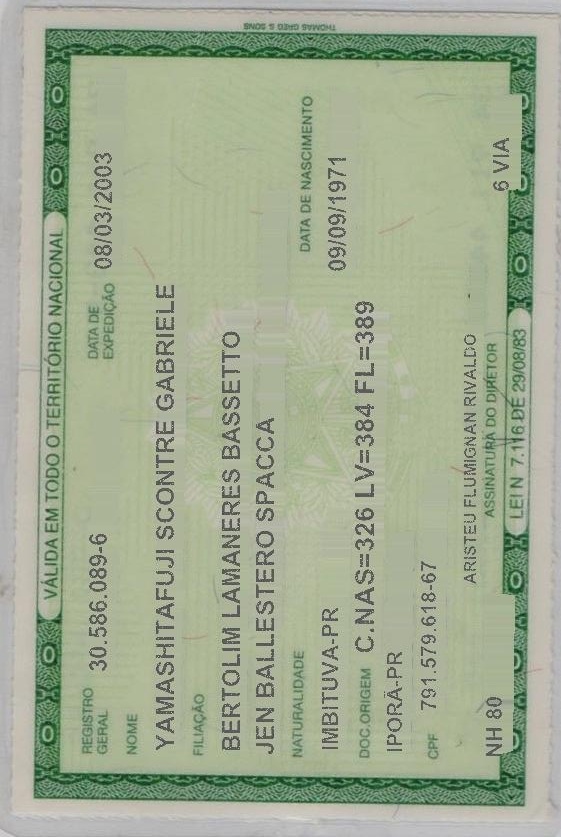 THOMAS GREG & SONS
VÁLIDA EM TODO O TERRITÓRIO NACIONAL
REGISTRO GERAL 30.586.089-6 DATA DE EXPEDIÇÃO 08/03/2003
NOME
YAMASHITAFUJI SCONTRE GABRIELE
FILIAÇÃO
BERTOLIM LAMANERES BASSETTO
JEN BALLESTERO SPACCA
NATURALIDADE DATA DE NASCIMENTO
IMBITUVA-PR 09/09/1971
DOC.ORIGEM C.NAS=326 LV=384 FL=389
IPORÃ-PR
CPF 791.579.618-67
ARISTEU FLUMIGNAN RIVALDO
NH 80 ASSINATURA DO DIRETOR 6 VIA
LEI N 7.116 DE 29/08/83